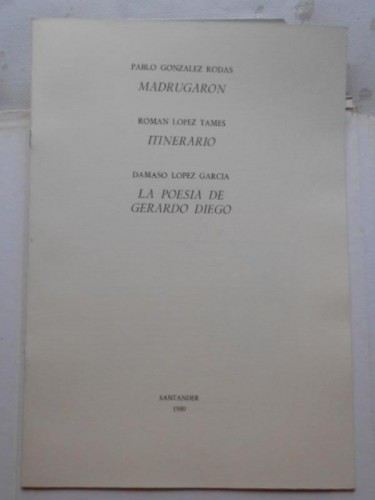 PABLO GONZALEZ RODAS
MADRUGARON
ROMAN LOPEZ TAMES
ITINERARIO
DAMASO LOPEZ GARCIA
LA POESIA DE
GERARDO DIEGO
SANTANDER
1980